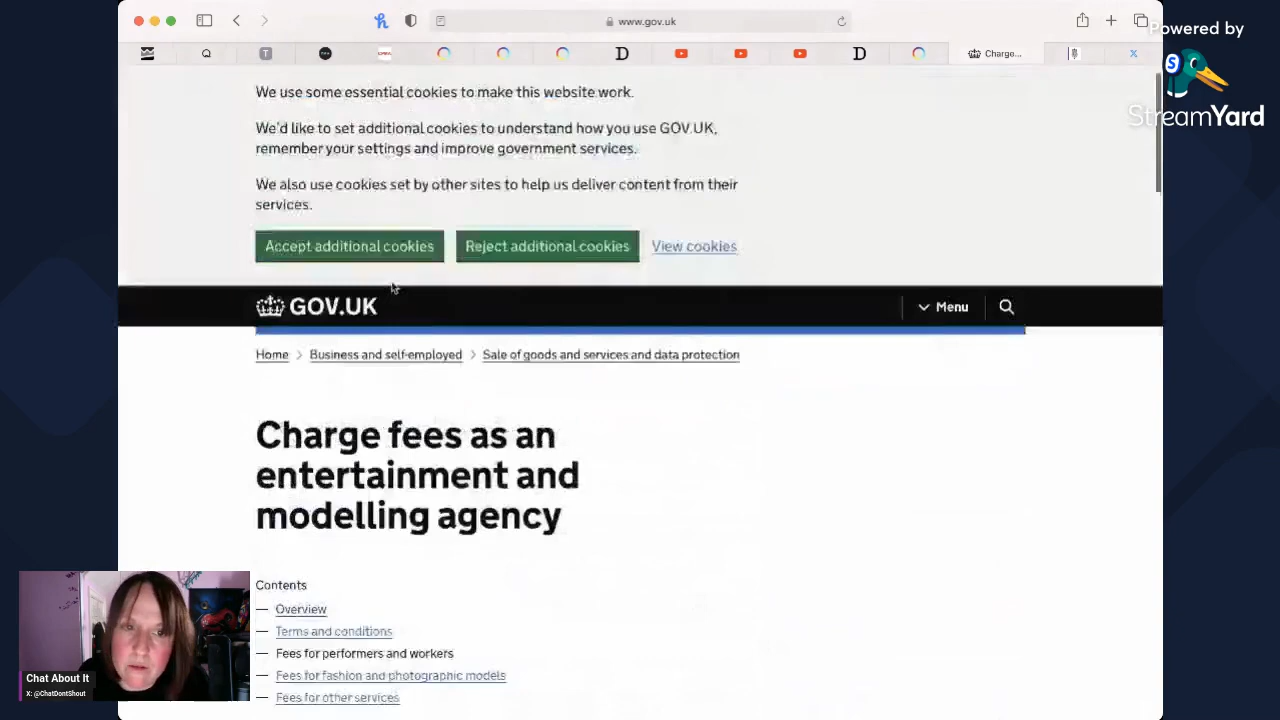 www.gov.uk
Powered by
StreamYard
Charge...
We use some essential cookies to make this website work.
We'd like to set additional cookies to understand how you use GOV.UK,
remember your settings and improve government services.
We also use cookies set by other sites to help us deliver content from their
services.
Accept additional cookies
Reject additional cookies
View cookies
GOV.UK
Menu
Home
Business and self-employed
Sale of goods and services and data protection
Charge fees as an
entertainment and
modelling agency
Contents
Overview
Terms and conditions
Fees for performers and workers
Fees for fashion and photographic models
Fees for other services
Chat About It
X: @ChatDontShout